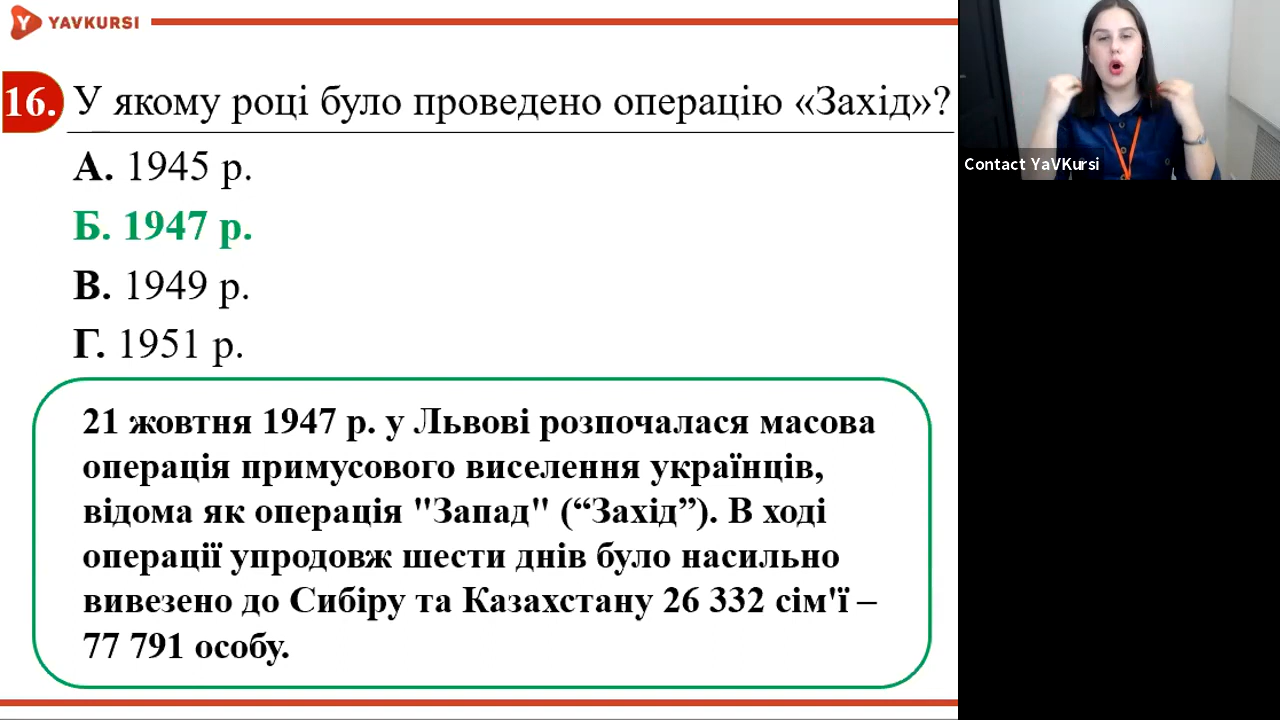 YAVKURSI
16. У якому році було проведено операцію «Захід»?
А. 1945 р.
Б. 1947 р.
В. 1949 р.
Г. 1951 р.
21 жовтня 1947 р. у Львові розпочалася масова
операція примусового виселення українців,
відома як операція "Запад" (“Захід”). В ході
операції упродовж шести днів було насильно
вивезено до Сибіру та Казахстану 26 332 сім'ї –
77 791 особу.
Contact YaVKursi